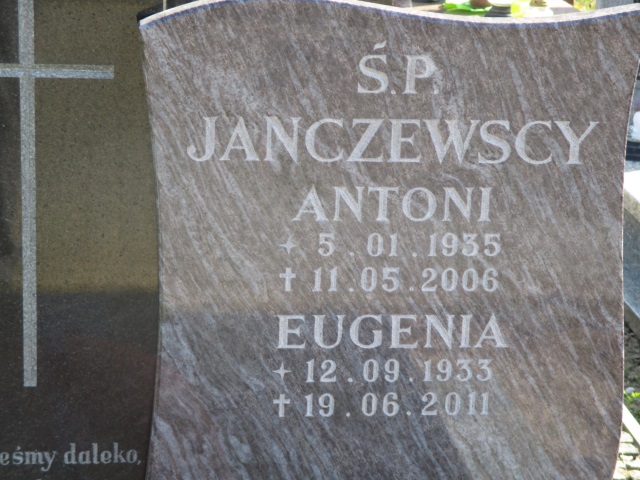 Ś.P.
JANCZEWSCY
ANTONI
✦ 5.01.1935
✝ 11.05.2006
EUGENIA
✦ 12.09.1933
✝ 19.06.2011
eśmy daleko,